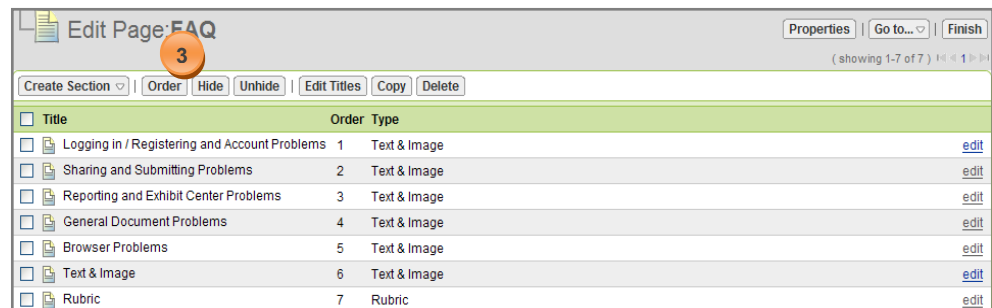 Edit Page:FAQ
Properties | Go to... | Finish
3
( showing 1-7 of 7 ) 1
Create Section | Order Hide Unhide | Edit Titles Copy Delete
Title Order Type
Logging in / Registering and Account Problems 1 Text & Image edit
Sharing and Submitting Problems 2 Text & Image edit
Reporting and Exhibit Center Problems 3 Text & Image edit
General Document Problems 4 Text & Image edit
Browser Problems 5 Text & Image edit
Text & Image 6 Text & Image edit
Rubric 7 Rubric edit